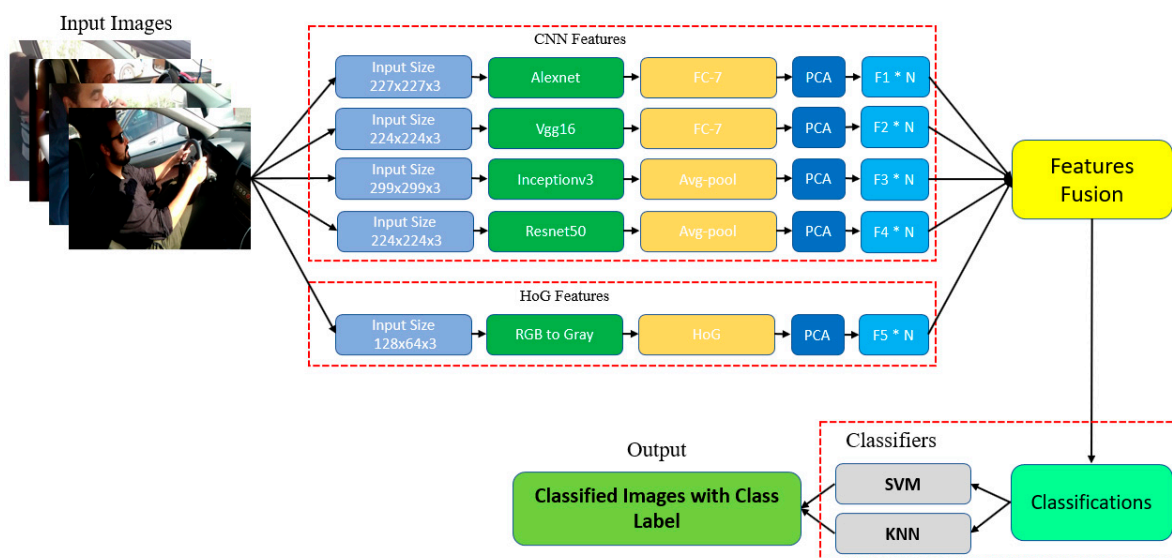 Input Images
CNN Features
Input Size
227x227x3
Alexnet
FC-7
PCA
F1 * N
Input Size
224x224x3
Vgg16
FC-7
PCA
F2 * N
Input Size
299x299x3
Inceptionv3
Avg-pool
PCA
F3 * N
Input Size
224x224x3
Resnet50
Avg-pool
PCA
F4 * N
HoG Features
Input Size
128x64x3
RGB to Gray
HoG
PCA
F5 * N
Features
Fusion
Classifiers
Classifications
SVM
KNN
Output
Classified Images with Class
Label